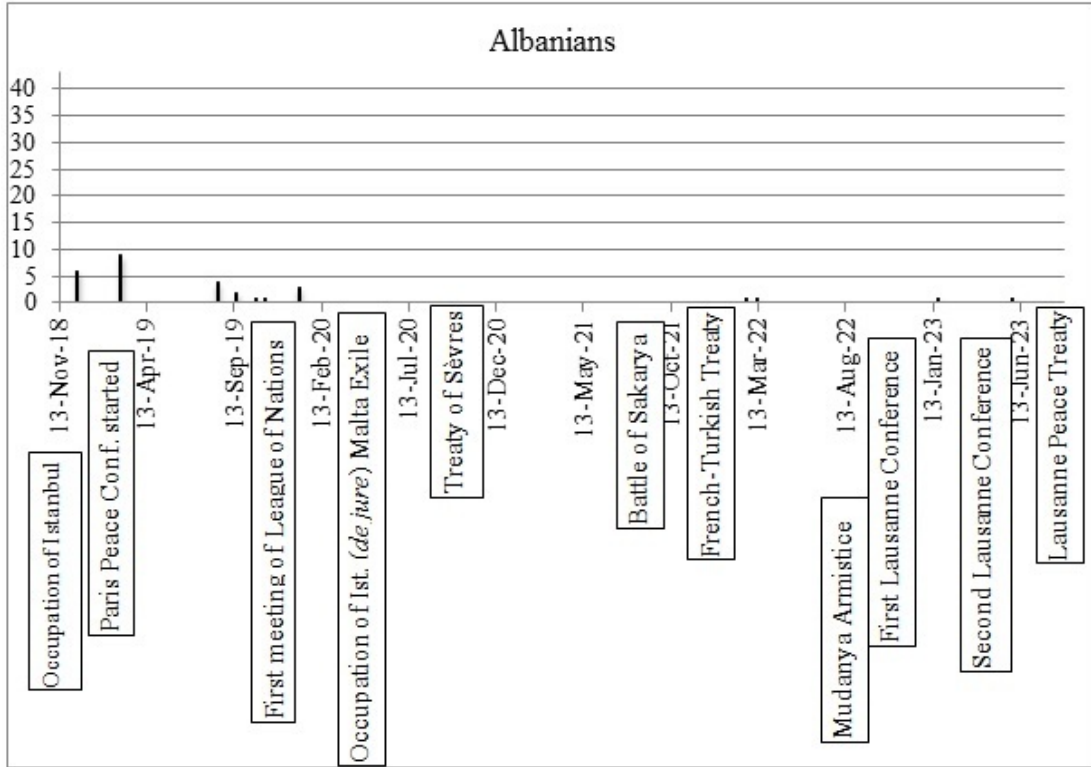 Albanians
40
35
30
25
20
15
10
5
0
13-Nov-18
13-Apr-19
13-Sep-19
13-Feb-20
13-Jul-20
13-Dec-20
13-May-21
13-Oct-21
13-Mar-22
13-Aug-22
13-Jan-23
13-Jun-23
Occupation of Istanbul
Paris Peace Conf. started
First meeting of League of Nations
Occupation of Ist. (de jure) Malta Exile
Treaty of Sèvres
Battle of Sakarya
French-Turkish Treaty
Mudanya Armistice
First Lausanne Conference
Second Lausanne Conference
Lausanne Peace Treaty